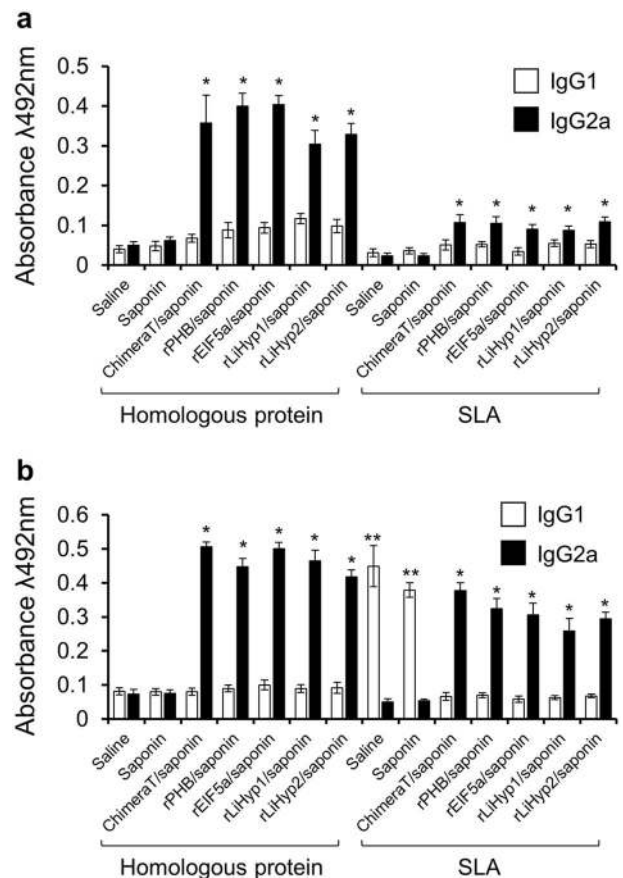 a
Absorbance λ492nm
0.5
0.4
0.3
0.2
0.1
0
IgG1
IgG2a
* * * * * * * * * *
Saline
Saponin
ChimeraT/saponin
rPHB/saponin
rEIF5a/saponin
rLiHyp1/saponin
rLiHyp2/saponin
Saline
Saponin
ChimeraT/saponin
rPHB/saponin
rEIF5a/saponin
rLiHyp1/saponin
rLiHyp2/saponin
Homologous protein
SLA
b
Absorbance λ492nm
0.6
0.5
0.4
0.3
0.2
0.1
0
IgG1
IgG2a
* * * * * ** ** * * * * *
Saline
Saponin
ChimeraT/saponin
rPHB/saponin
rEIF5a/saponin
rLiHyp1/saponin
rLiHyp2/saponin
Saline
Saponin
ChimeraT/saponin
rPHB/saponin
rEIF5a/saponin
rLiHyp1/saponin
rLiHyp2/saponin
Homologous protein
SLA